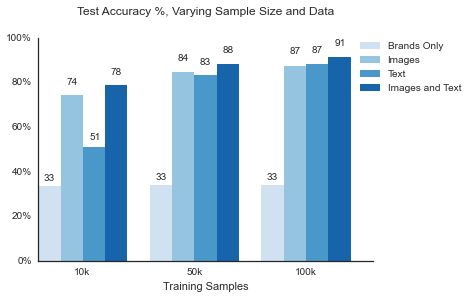 Test Accuracy %, Varying Sample Size and Data
100%
80%
60%
40%
20%
0%
33
74
51
78
33
84
83
88
33
87
87
91
10k
50k
100k
Training Samples
Brands Only
Images
Text
Images and Text